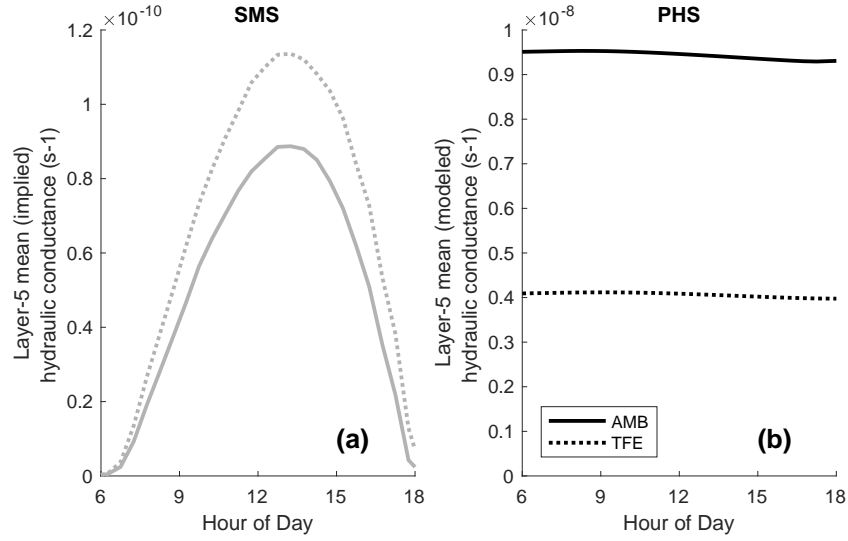 ×10⁻¹⁰
SMS
1.2
1
0.8
0.6
0.4
0.2
0
6
9
12
15
18
Layer-5 mean (implied)
hydraulic conductance (s-1)
Hour of Day
(a)
×10⁻⁸
PHS
1
0.9
0.8
0.7
0.6
0.5
0.4
0.3
0.2
0.1
0
6
9
12
15
18
Layer-5 mean (modeled)
hydraulic conductance (s-1)
Hour of Day
AMB
TFE
(b)